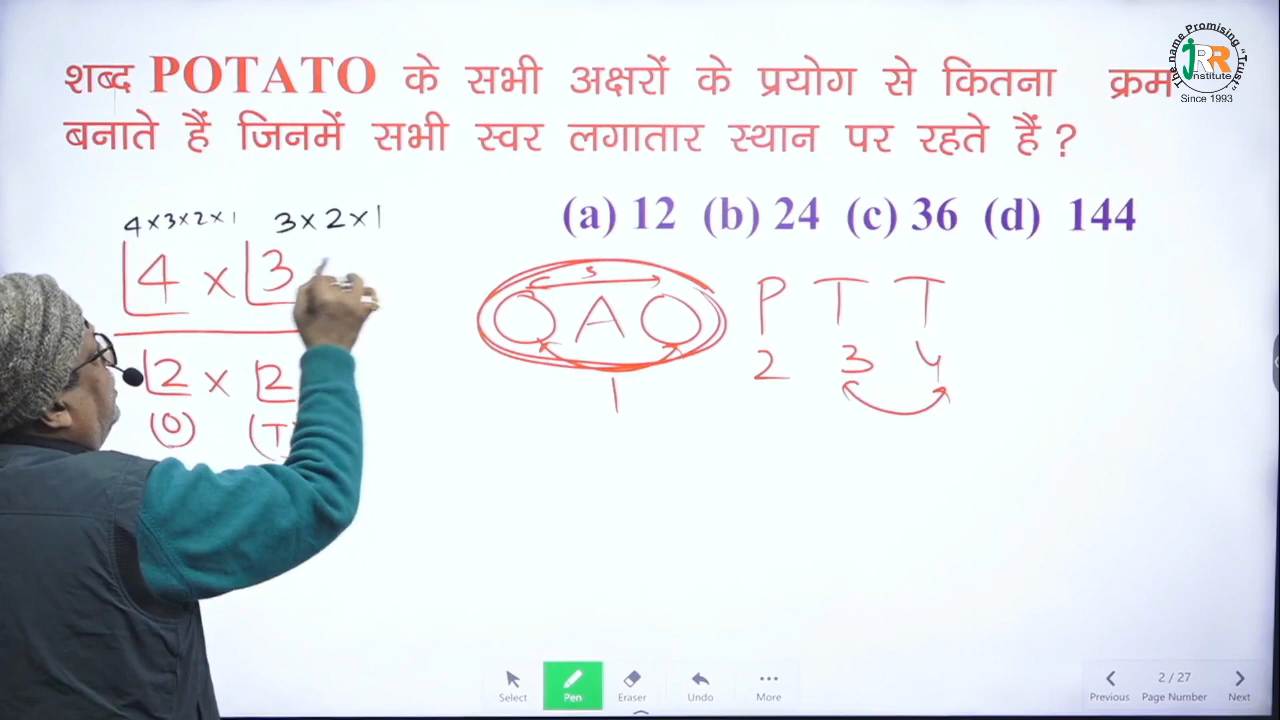 शब्द POTATO के सभी अक्षरों के प्रयोग से कितना क्रम
बनाते हैं जिनमें सभी स्वर लगातार स्थान पर रहते हैं ?
(a) 12 (b) 24 (c) 36 (d) 144
The name Promising "Trust"
JRR
institute
Since 1993
4×3×2×1 3×2×1
4 × 3
2 × 2
(O) (T)
3
O A O P T T
1 2 3 4
Select Pen Eraser Undo More
Previous 2 / 27 Page Number Next